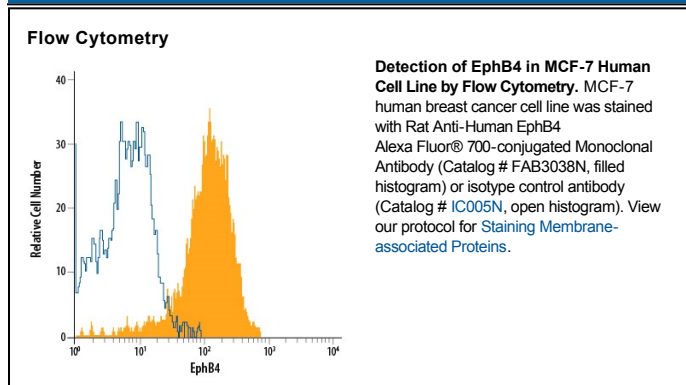 Flow Cytometry
Relative Cell Number
40
30
20
10
0
10⁰
10¹
10²
10³
10⁴
EphB4
Detection of EphB4 in MCF-7 Human
Cell Line by Flow Cytometry. MCF-7
human breast cancer cell line was stained
with Rat Anti-Human EphB4
Alexa Fluor® 700-conjugated Monoclonal
Antibody (Catalog # FAB3038N, filled
histogram) or isotype control antibody
(Catalog # IC005N, open histogram). View
our protocol for Staining Membrane-
associated Proteins.